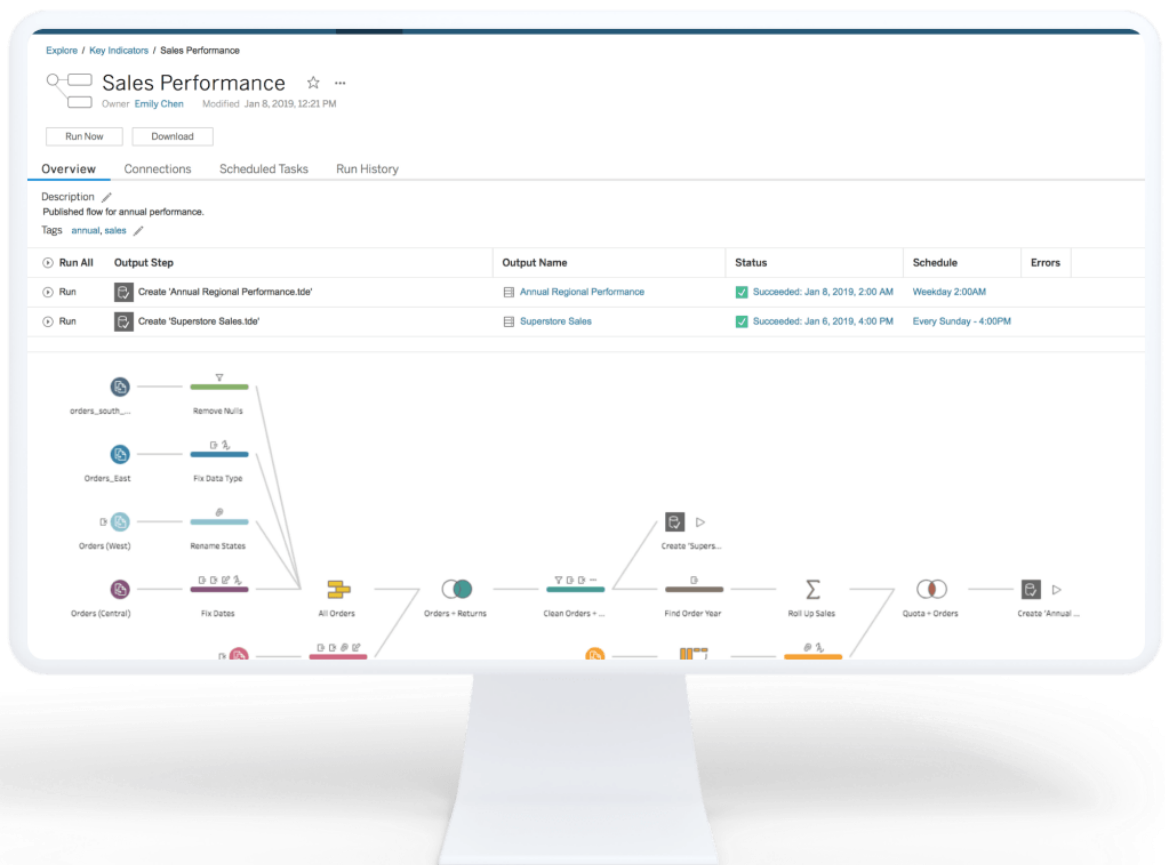 Explore / Key Indicators / Sales Performance
Sales Performance
Owner Emily Chen Modified Jan 8, 2019, 12:21 PM
Run Now Download
Overview Connections Scheduled Tasks Run History
Description
Published flow for annual performance.
Tags annual, sales
Run All Output Step Output Name Status Schedule Errors
Run Create 'Annual Regional Performance.tde' Annual Regional Performance Succeeded: Jan 8, 2019, 2:00 AM Weekday 2:00AM
Run Create 'Superstore Sales.tde' Superstore Sales Succeeded: Jan 6, 2019, 4:00 PM Every Sunday - 4:00PM
orders_south_... Remove Nulls
Orders_East Fix Data Type
Orders (West) Rename States Create 'Supers...
Orders (Central) Fix Dates All Orders Orders + Returns Clean Orders + ... Find Order Year Roll Up Sales Quota + Orders Create 'Annual ...